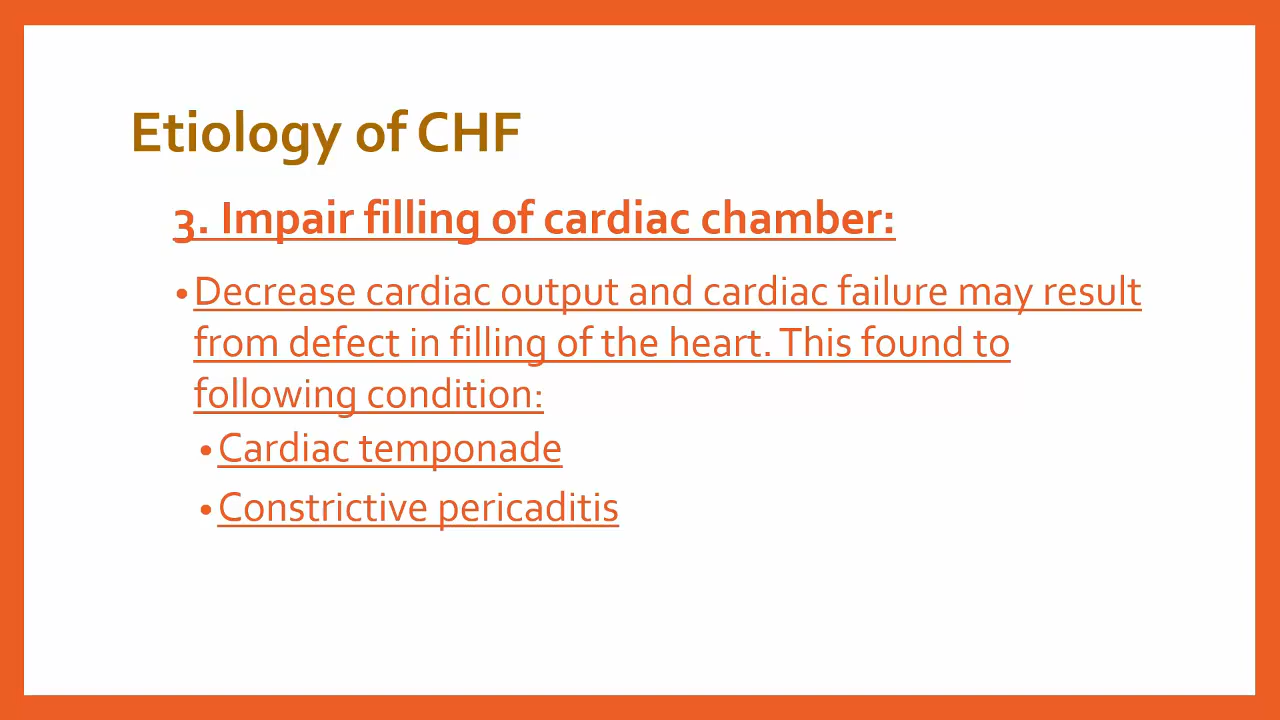 Etiology of CHF
3. Impair filling of cardiac chamber:
•Decrease cardiac output and cardiac failure may result
from defect in filling of the heart. This found to
following condition:
•Cardiac temponade
•Constrictive pericaditis